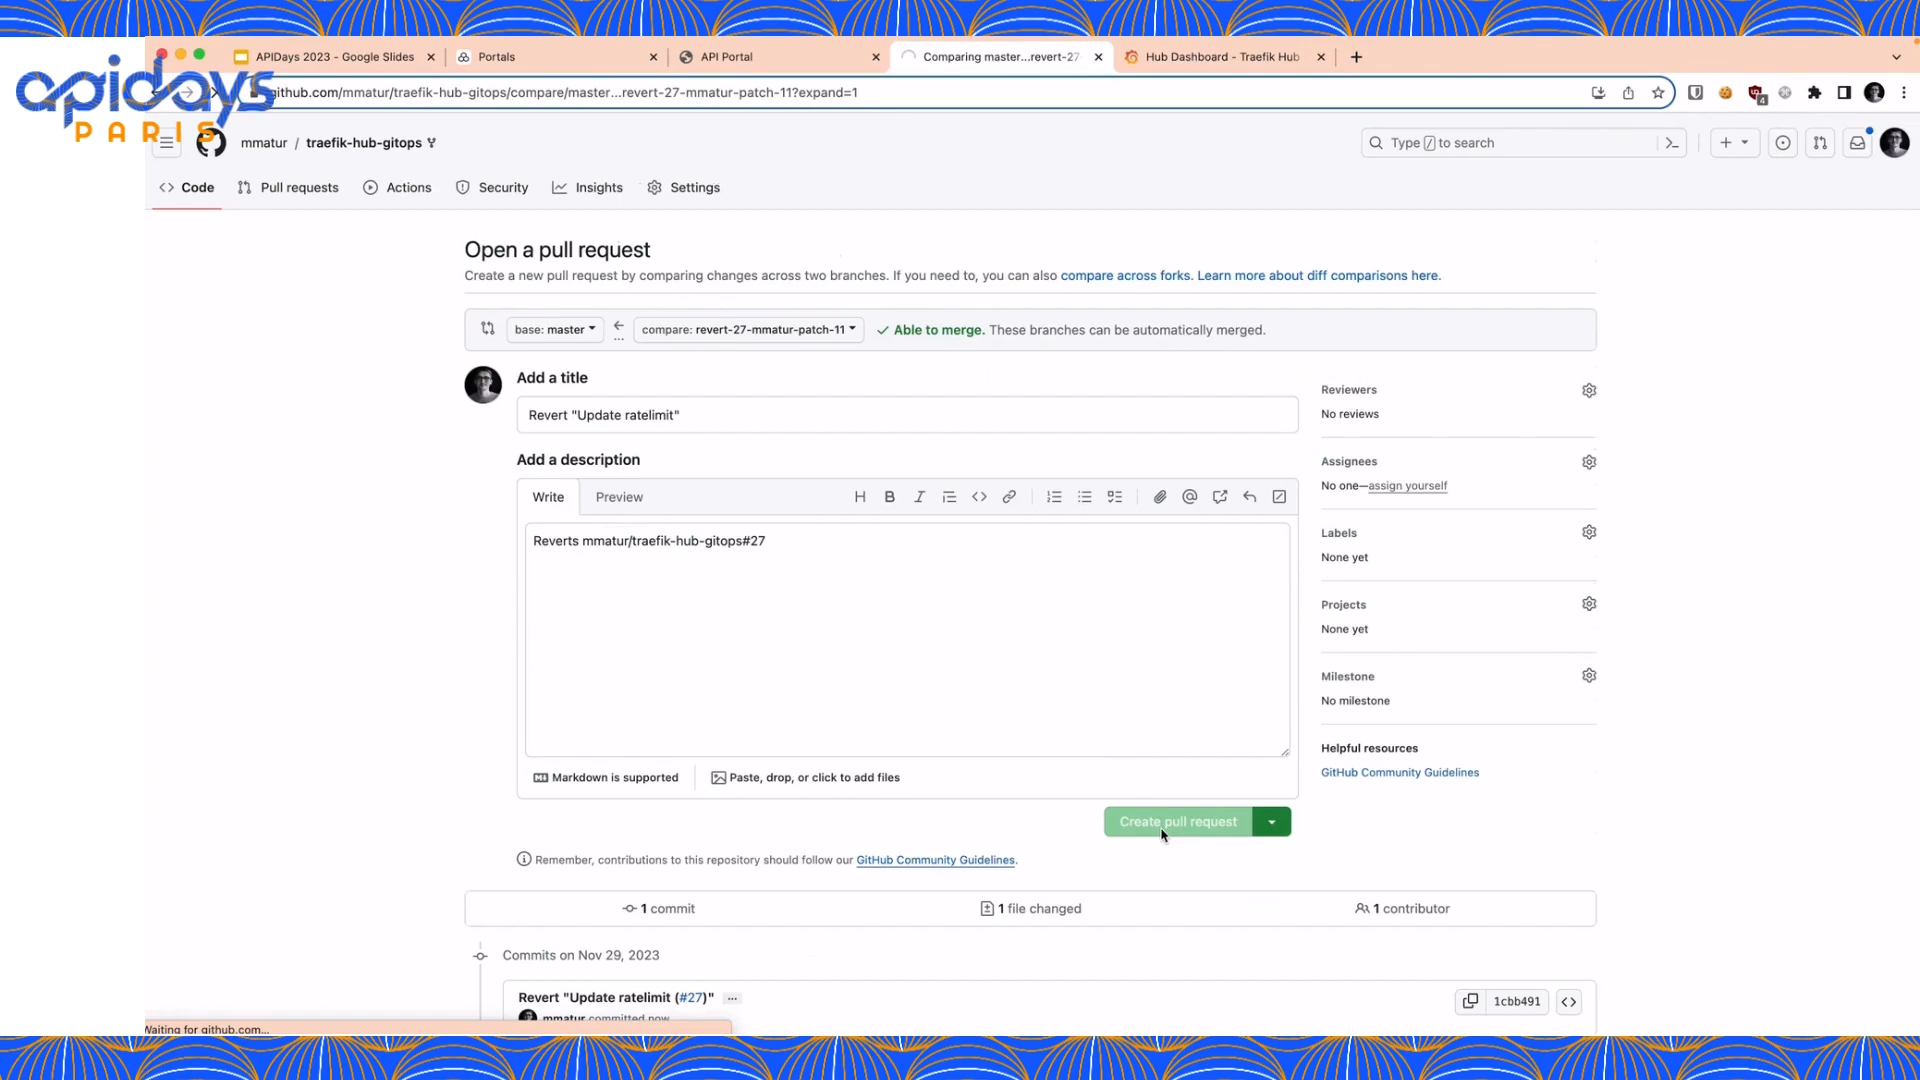 apidays
PARIS
APIDays 2023 - Google Slides
Portals
API Portal
Comparing master...revert-27-
Hub Dashboard - Traefik Hub
github.com/mmatur/traefik-hub-gitops/compare/master...revert-27-mmatur-patch-11?expand=1
4
mmatur / traefik-hub-gitops
Type / to search
Code
Pull requests
Actions
Security
Insights
Settings
Open a pull request
Create a new pull request by comparing changes across two branches. If you need to, you can also compare across forks. Learn more about diff comparisons here.
base: master
...
compare: revert-27-mmatur-patch-11
Able to merge. These branches can be automatically merged.
Add a title
Revert "Update ratelimit"
Add a description
Write
Preview
Reverts mmatur/traefik-hub-gitops#27
Markdown is supported
Paste, drop, or click to add files
Create pull request
Remember, contributions to this repository should follow our GitHub Community Guidelines.
Reviewers
No reviews
Assignees
No one—assign yourself
Labels
None yet
Projects
None yet
Milestone
No milestone
Helpful resources
GitHub Community Guidelines
1 commit
1 file changed
1 contributor
Commits on Nov 29, 2023
Revert "Update ratelimit (#27)"
...
mmatur committed now
1cbb491
Waiting for github.com...